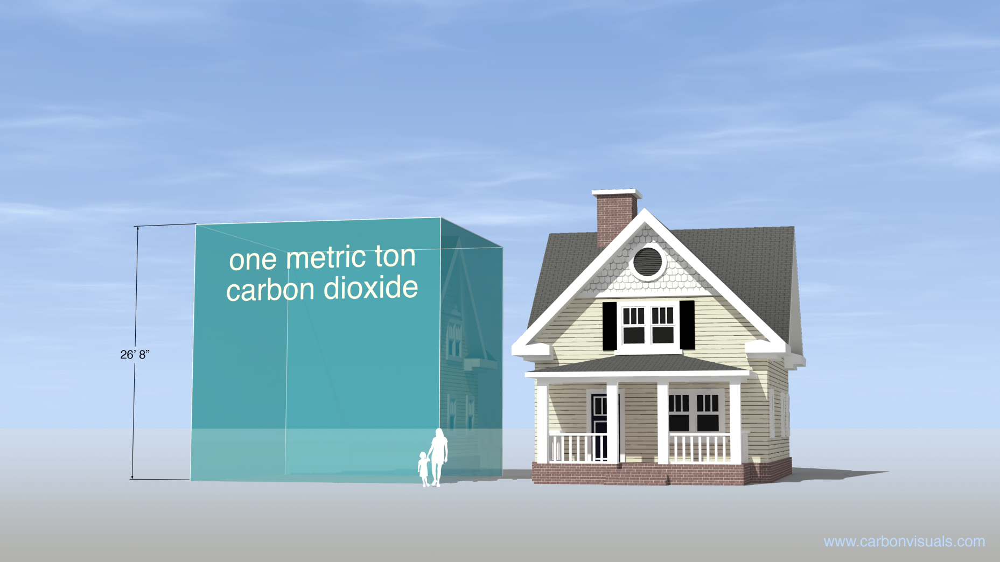 one metric ton
carbon dioxide
26’ 8”
www.carbonvisuals.com